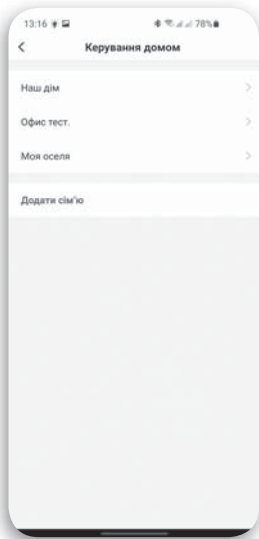 13:16 78%
Керування домом
Наш дім
Офис тест.
Моя оселя
Додати сім'ю